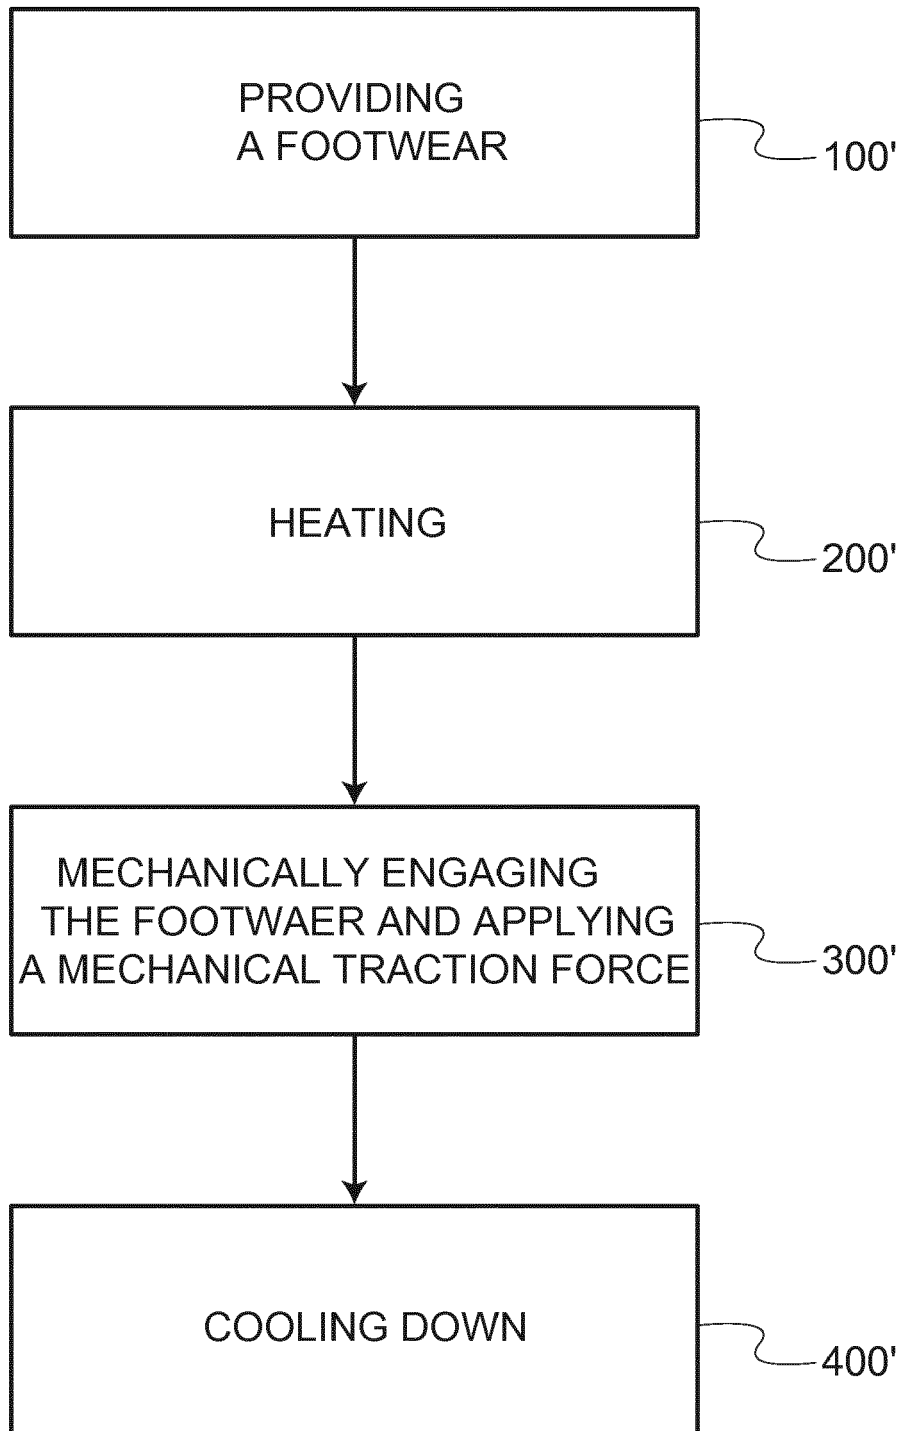 PROVIDING
A FOOTWEAR
100'
HEATING
200'
MECHANICALLY ENGAGING
THE FOOTWAER AND APPLYING
A MECHANICAL TRACTION FORCE
300'
COOLING DOWN
400'